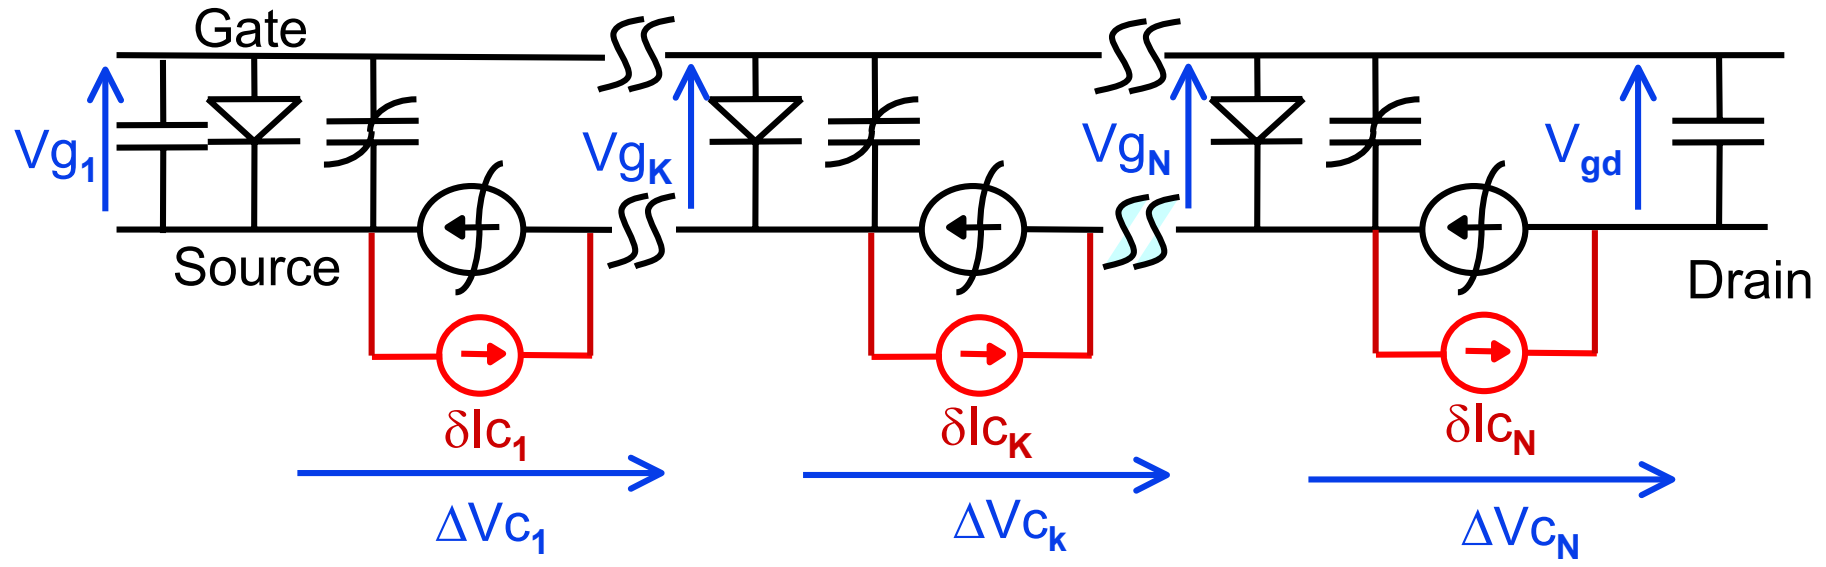 Gate
Vg1
VgK
VgN
Vgd
Source
Drain
δIc1
δIcK
δIcN
ΔVc1
ΔVck
ΔVcN